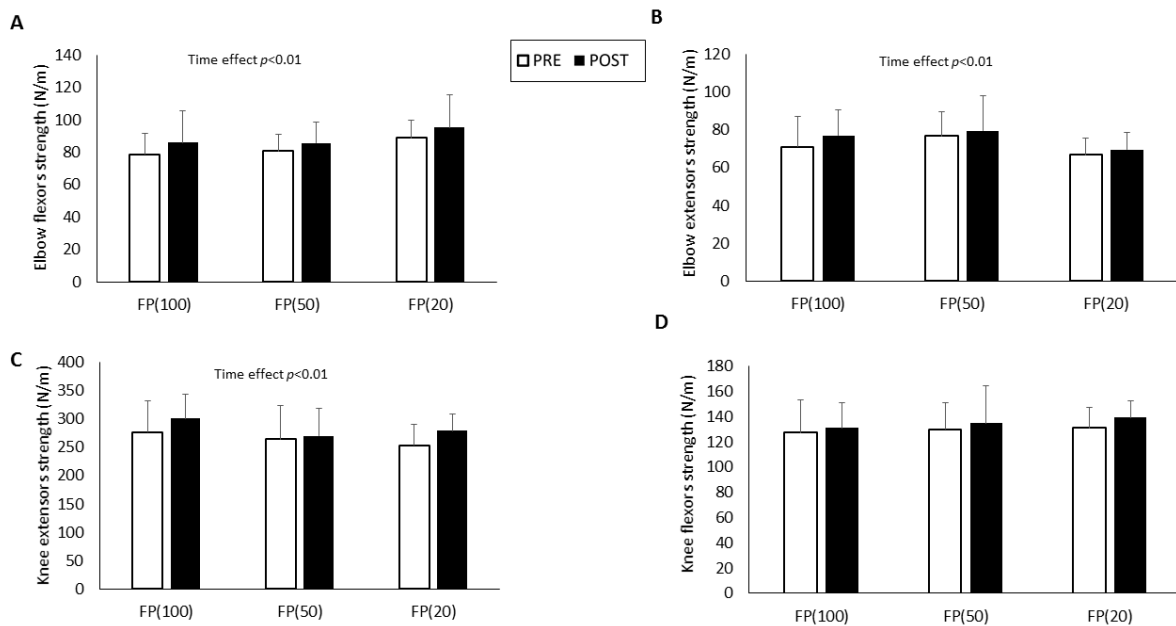 A
Time effect p<0.01
Elbow flexors strength (N/m)
140
120
100
80
60
40
20
0
FP(100) FP(50) FP(20)
PRE POST
B
Time effect p<0.01
Elbow extensors strength (N/m)
120
100
80
60
40
20
0
FP(100) FP(50) FP(20)
C
Time effect p<0.01
Knee extensors strength (N/m)
400
350
300
250
200
150
100
50
0
FP(100) FP(50) FP(20)
D
Knee flexors strength (N/m)
180
160
140
120
100
80
60
40
20
0
FP(100) FP(50) FP(20)